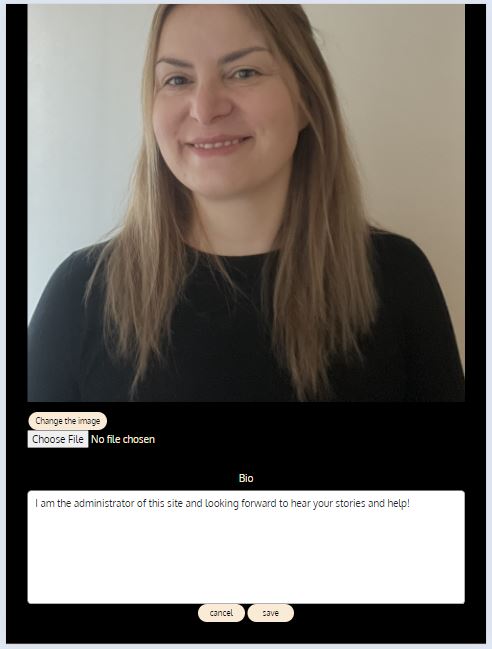 Change the image
Choose File No file chosen
Bio
I am the administrator of this site and looking forward to hear your stories and help!
cancel save